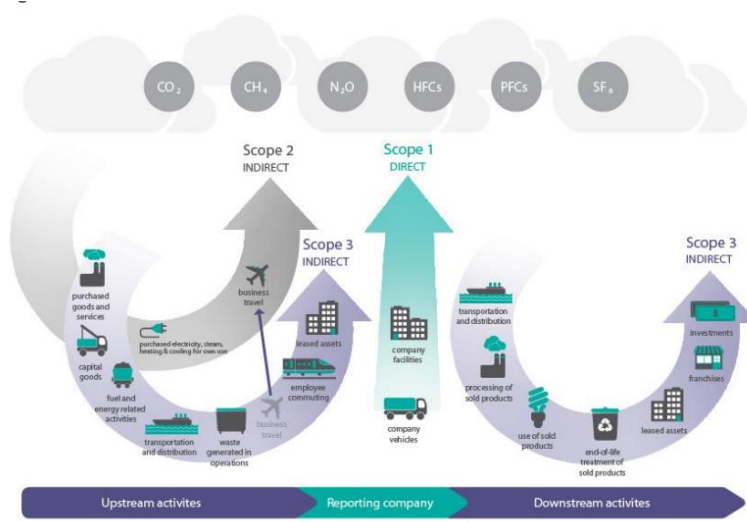 CO2
CH4
N2O
HFCs
PFCs
SF6
Scope 2
INDIRECT
Scope 1
DIRECT
Scope 3
INDIRECT
Scope 3
INDIRECT
purchased
goods and
services
capital
goods
fuel and
energy related
activities
transportation
and distribution
waste
generated in
operations
business
travel
purchased electricity, steam,
heating & cooling for own use
business
travel
employee
commuting
leased assets
company
facilities
company
vehicles
transportation
and distribution
processing of
sold products
use of sold
products
end-of-life
treatment of
sold products
leased assets
franchises
investments
$
Upstream activites
Reporting company
Downstream activites